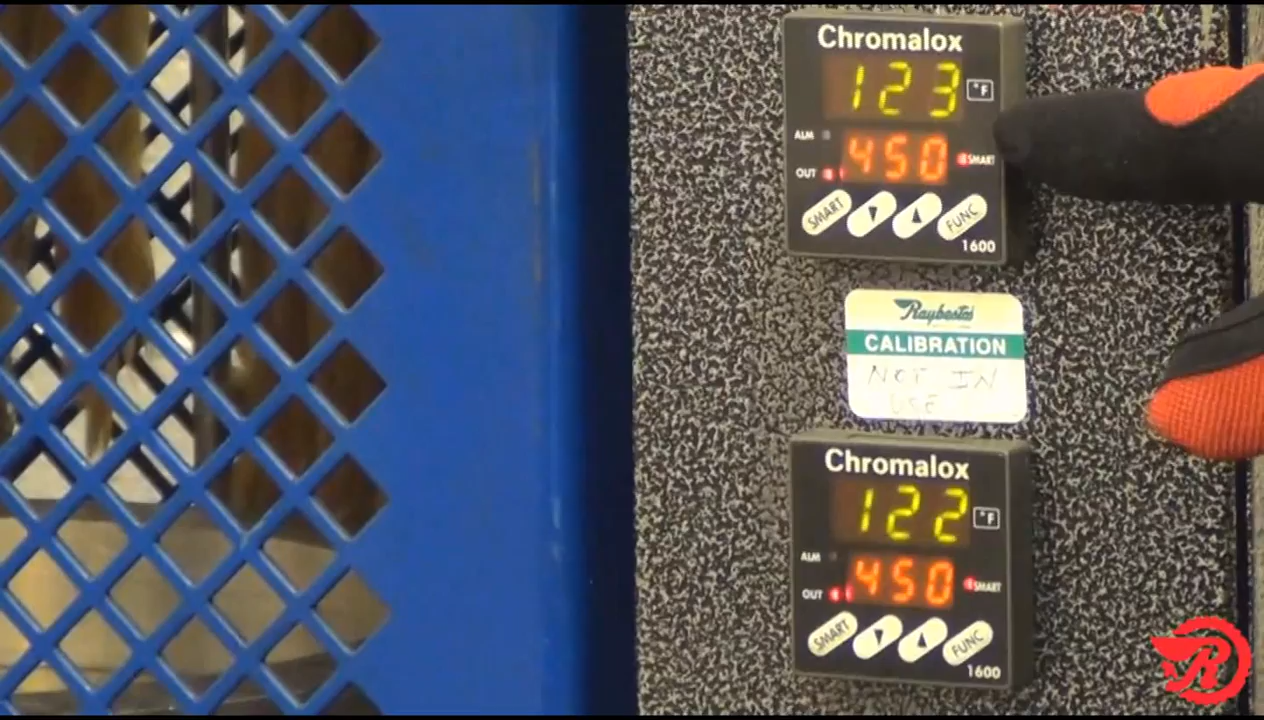 Chromalox
123 °F
ALM
450 SMART
OUT
SMART ▼ ▲ FUNC
1600
Raybestos
CALIBRATION
NOT IN
USE
Chromalox
122 °F
ALM
450 SMART
OUT
SMART ▼ ▲ FUNC
1600
R